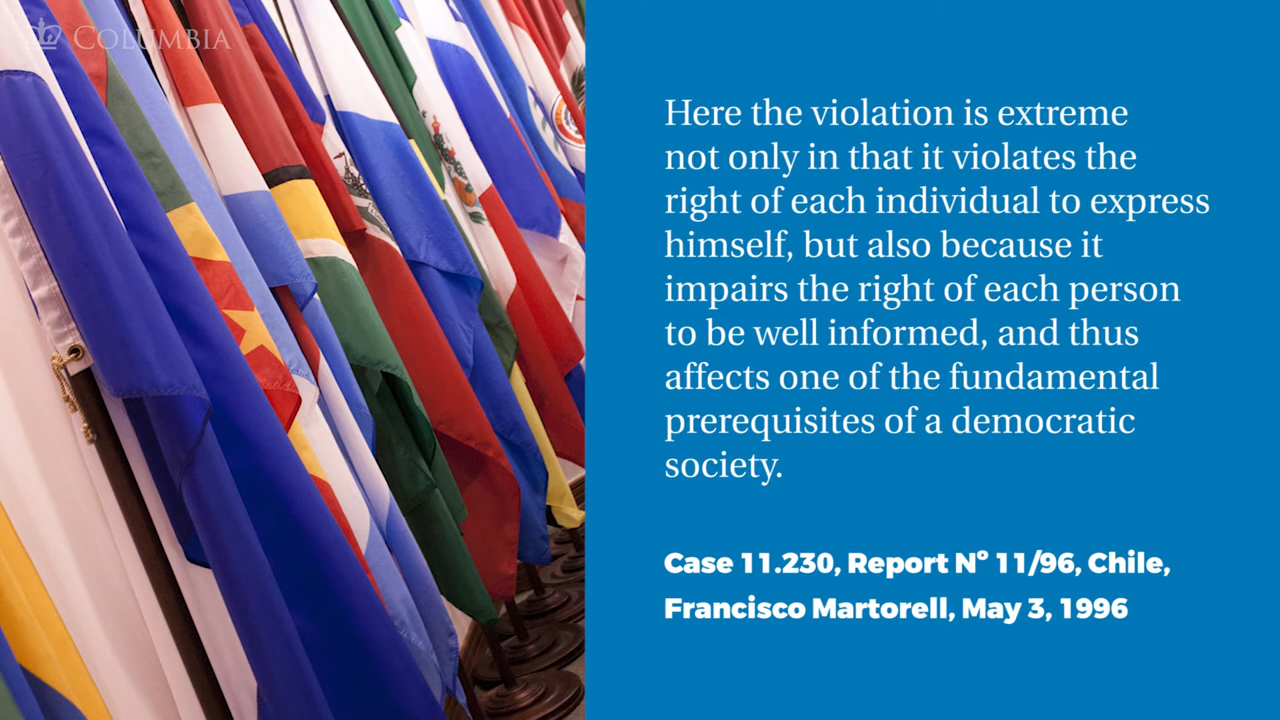 COLUMBIA
Here the violation is extreme
not only in that it violates the
right of each individual to express
himself, but also because it
impairs the right of each person
to be well informed, and thus
affects one of the fundamental
prerequisites of a democratic
society.
Case 11.230, Report Nº 11/96, Chile,
Francisco Martorell, May 3, 1996